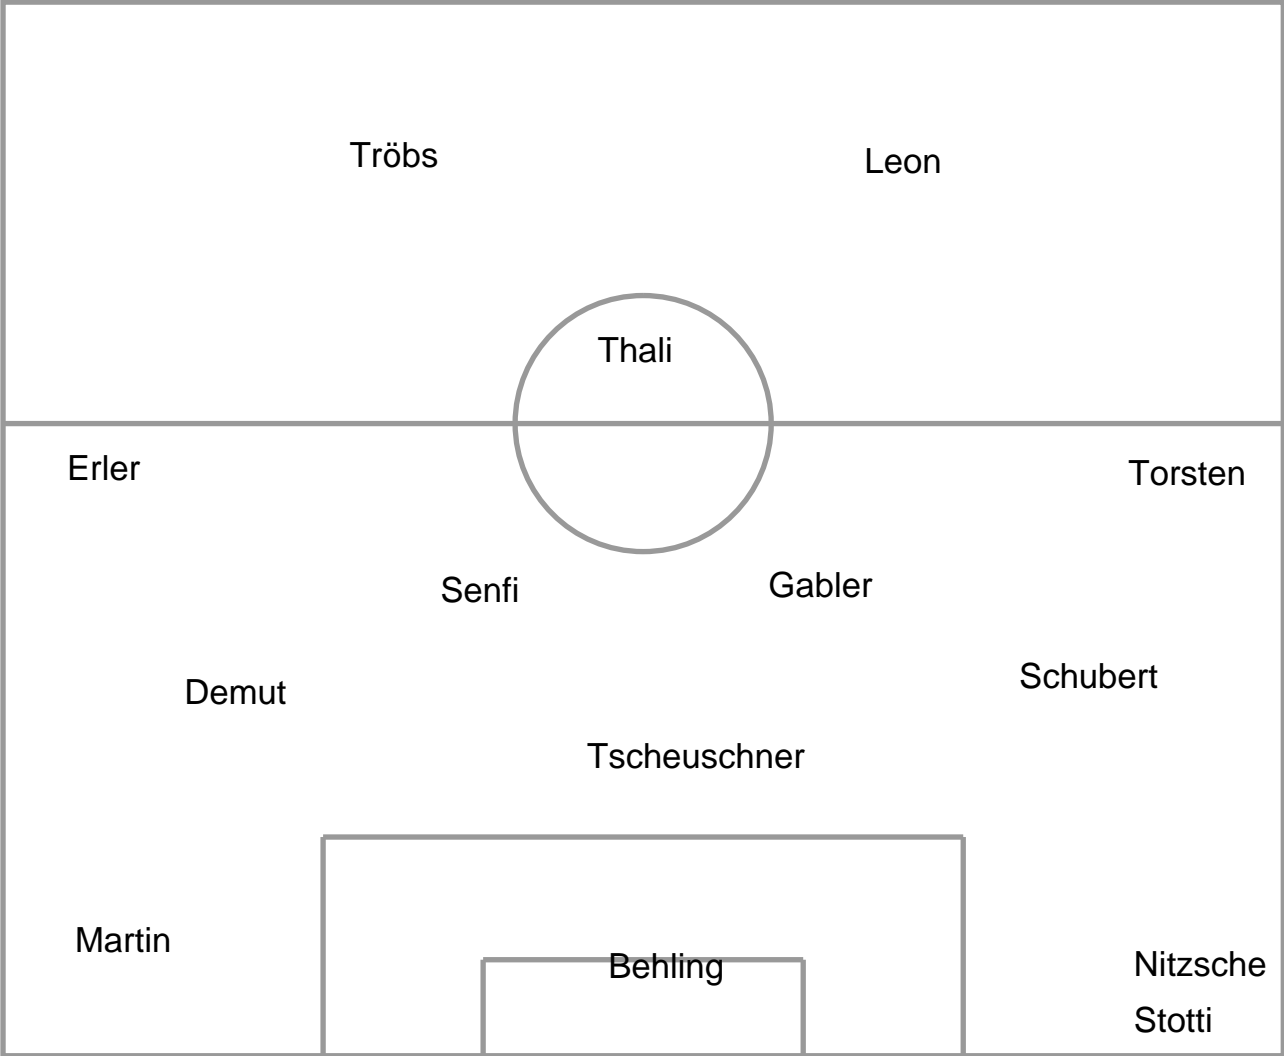 Tröbs
Leon
Thali
Erler
Torsten
Senfi
Gabler
Demut
Schubert
Tscheuschner
Martin
Behling
Nitzsche
Stotti